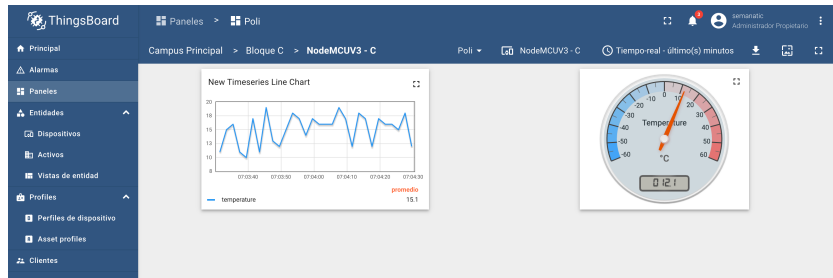 ThingsBoard
Paneles > Poli
semariatic
Administrador Propietario
Principal
Alarmas
Paneles
Entidades
Dispositivos
Activos
Vistas de entidad
Profiles
Perfiles de dispositivo
Asset profiles
Clientes
Campus Principal > Bloque C > NodeMCUV3 - C
Poli
NodeMCUV3 - C
Tiempo-real - último(s) minutos
New Timeseries Line Chart
20
18
15
13
10
8
07:03:40 07:03:50 07:04:00 07:04:10 07:04:20 07:04:30
promedio
temperature 15.1
-60 -50 -40 -30 -20 -10 0 10 20 30 40 50 60
Temperature
°C
012.1